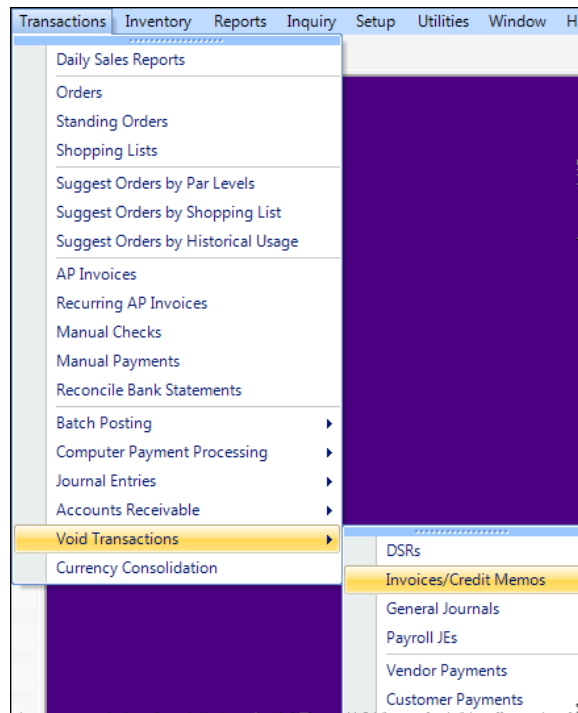 Transactions Inventory Reports Inquiry Setup Utilities Window H
Daily Sales Reports
Orders
Standing Orders
Shopping Lists
Suggest Orders by Par Levels
Suggest Orders by Shopping List
Suggest Orders by Historical Usage
AP Invoices
Recurring AP Invoices
Manual Checks
Manual Payments
Reconcile Bank Statements
Batch Posting
Computer Payment Processing
Journal Entries
Accounts Receivable
Void Transactions
Currency Consolidation
DSRs
Invoices/Credit Memos
General Journals
Payroll JEs
Vendor Payments
Customer Payments